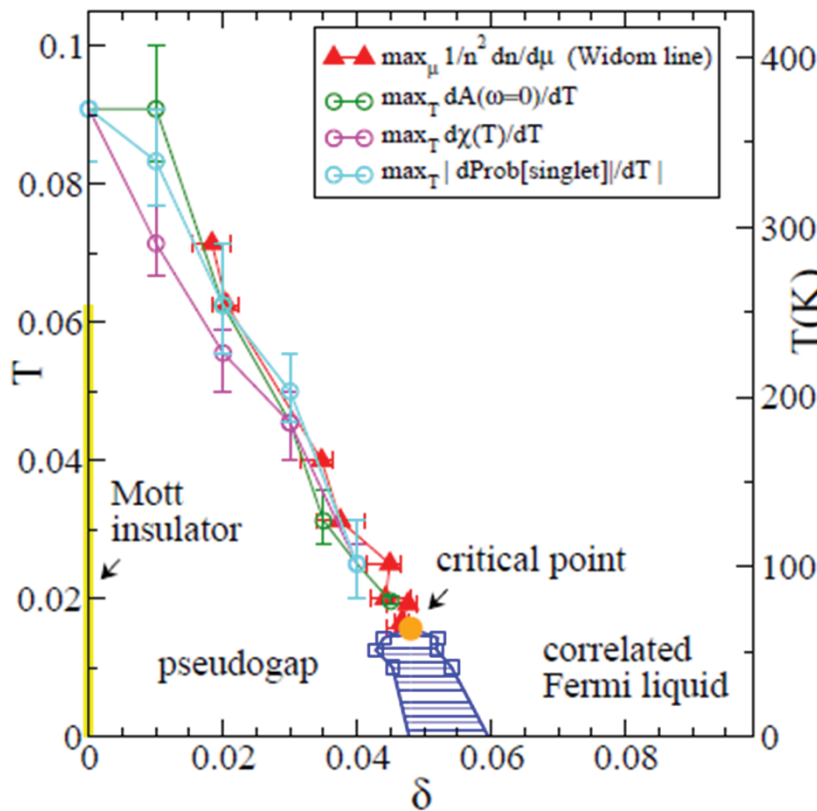 0.1
0.08
0.06
0.04
0.02
0
T
400
300
200
100
0
T(K)
max_μ 1/n² dn/dμ (Widom line)
max_T dA(ω=0)/dT
max_T dχ(T)/dT
max_T | dProb[singlet]|/dT |
Mott
insulator
critical point
pseudogap
correlated
Fermi liquid
0 0.02 0.04 0.06 0.08
δ